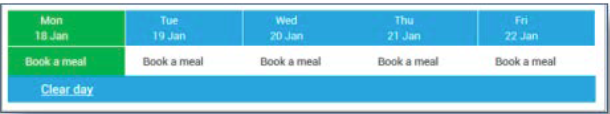 Mon Tue Wed Thu Fri
18 Jan 19 Jan 20 Jan 21 Jan 22 Jan
Book a meal Book a meal Book a meal Book a meal Book a meal
Clear day